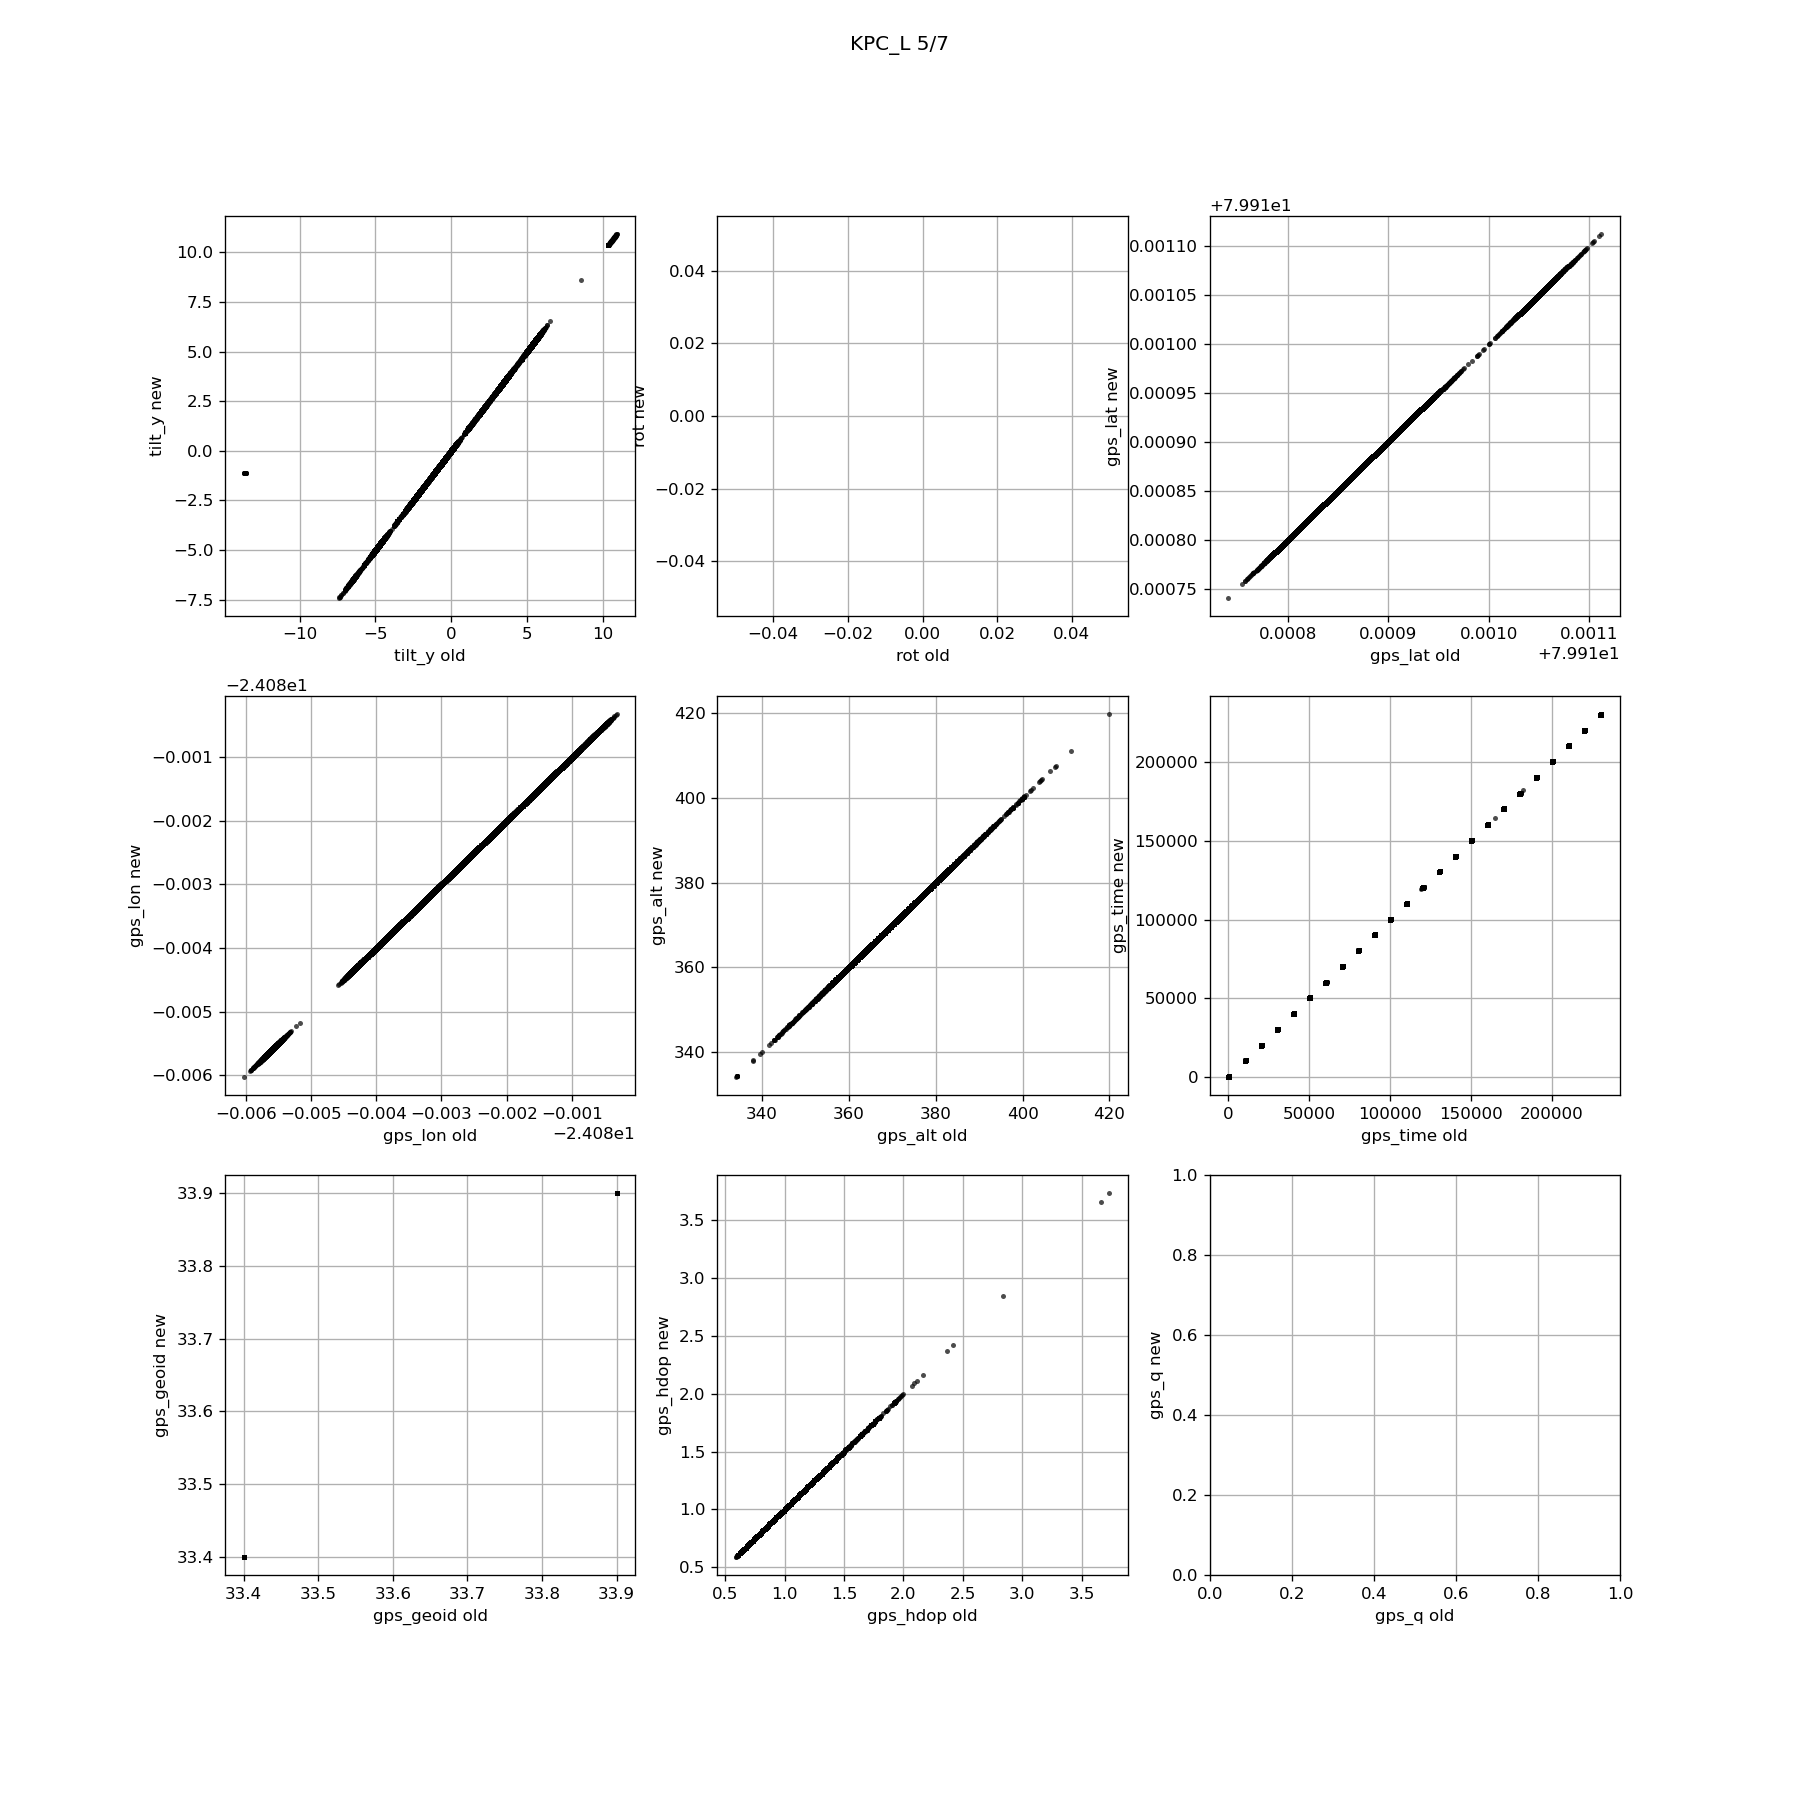 KPC_L 5/7
10.0
7.5
5.0
2.5
0.0
−2.5
−5.0
−7.5
tilt_y new
−10 −5 0 5 10
tilt_y old
0.04
0.02
0.00
−0.02
−0.04
rot new
−0.04 −0.02 0.00 0.02 0.04
rot old
+7.991e1
0.00110
0.00105
0.00100
0.00095
0.00090
0.00085
0.00080
0.00075
gps_lat new
0.0008 0.0009 0.0010 0.0011
gps_lat old
+7.991e1
−2.408e1
−0.001
−0.002
−0.003
−0.004
−0.005
−0.006
gps_lon new
−0.006 −0.005 −0.004 −0.003 −0.002 −0.001
gps_lon old
−2.408e1
420
400
380
360
340
gps_alt new
340 360 380 400 420
gps_alt old
200000
150000
100000
50000
0
gps_time new
0 50000 100000 150000 200000
gps_time old
33.9
33.8
33.7
33.6
33.5
33.4
gps_geoid new
33.4 33.5 33.6 33.7 33.8 33.9
gps_geoid old
3.5
3.0
2.5
2.0
1.5
1.0
0.5
gps_hdop new
0.5 1.0 1.5 2.0 2.5 3.0 3.5
gps_hdop old
1.0
0.8
0.6
0.4
0.2
0.0
gps_q new
0.0 0.2 0.4 0.6 0.8 1.0
gps_q old